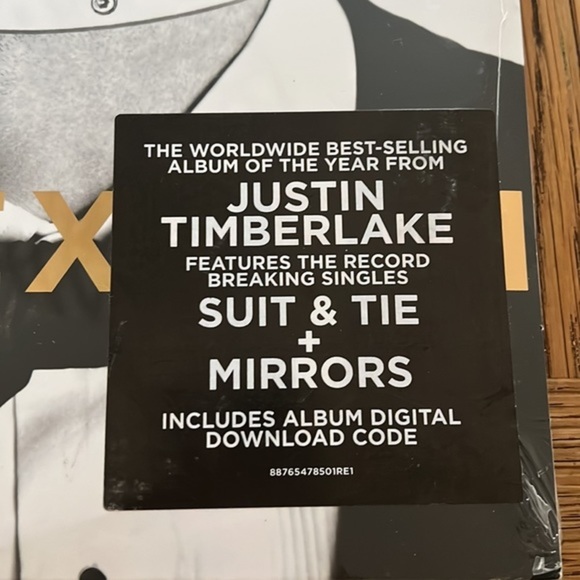 THE WORLDWIDE BEST-SELLING
ALBUM OF THE YEAR FROM
JUSTIN
TIMBERLAKE
FEATURES THE RECORD
BREAKING SINGLES
SUIT & TIE
+
MIRRORS
INCLUDES ALBUM DIGITAL
DOWNLOAD CODE
88765478501RE1